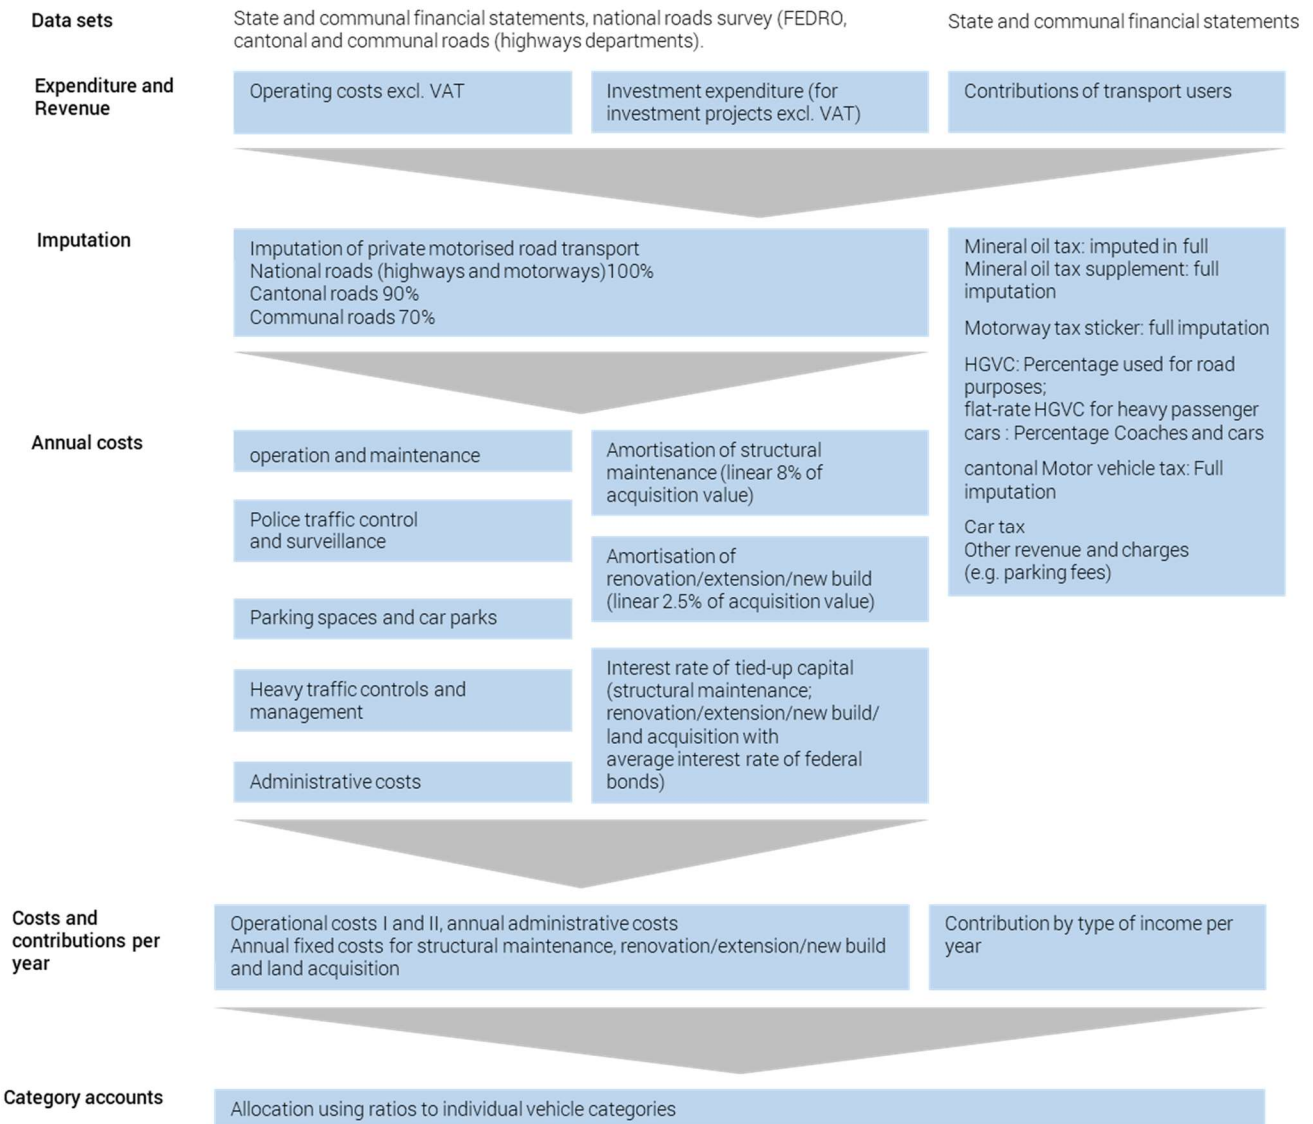 Data sets
State and communal financial statements, national roads survey (FEDRO,
cantonal and communal roads (highways departments).
State and communal financial statements
Expenditure and
Revenue
Operating costs excl. VAT
Investment expenditure (for
investment projects excl. VAT)
Contributions of transport users
Imputation
Imputation of private motorised road transport
National roads (highways and motorways)100%
Cantonal roads 90%
Communal roads 70%
Mineral oil tax: imputed in full
Mineral oil tax supplement: full
imputation
Motorway tax sticker: full imputation
HGVC: Percentage used for road
purposes;
flat-rate HGVC for heavy passenger
cars : Percentage Coaches and cars
cantonal Motor vehicle tax: Full
imputation
Car tax
Other revenue and charges
(e.g. parking fees)
Annual costs
operation and maintenance
Police traffic control
and surveillance
Parking spaces and car parks
Heavy traffic controls and
management
Administrative costs
Amortisation of structural
maintenance (linear 8% of
acquisition value)
Amortisation of
renovation/extension/new build
(linear 2.5% of acquisition value)
Interest rate of tied-up capital
(structural maintenance;
renovation/extension/new build/
land acquisition with
average interest rate of federal
bonds)
Costs and
contributions per
year
Operational costs I and II, annual administrative costs
Annual fixed costs for structural maintenance, renovation/extension/new build
and land acquisition
Contribution by type of income per
year
Category accounts
Allocation using ratios to individual vehicle categories